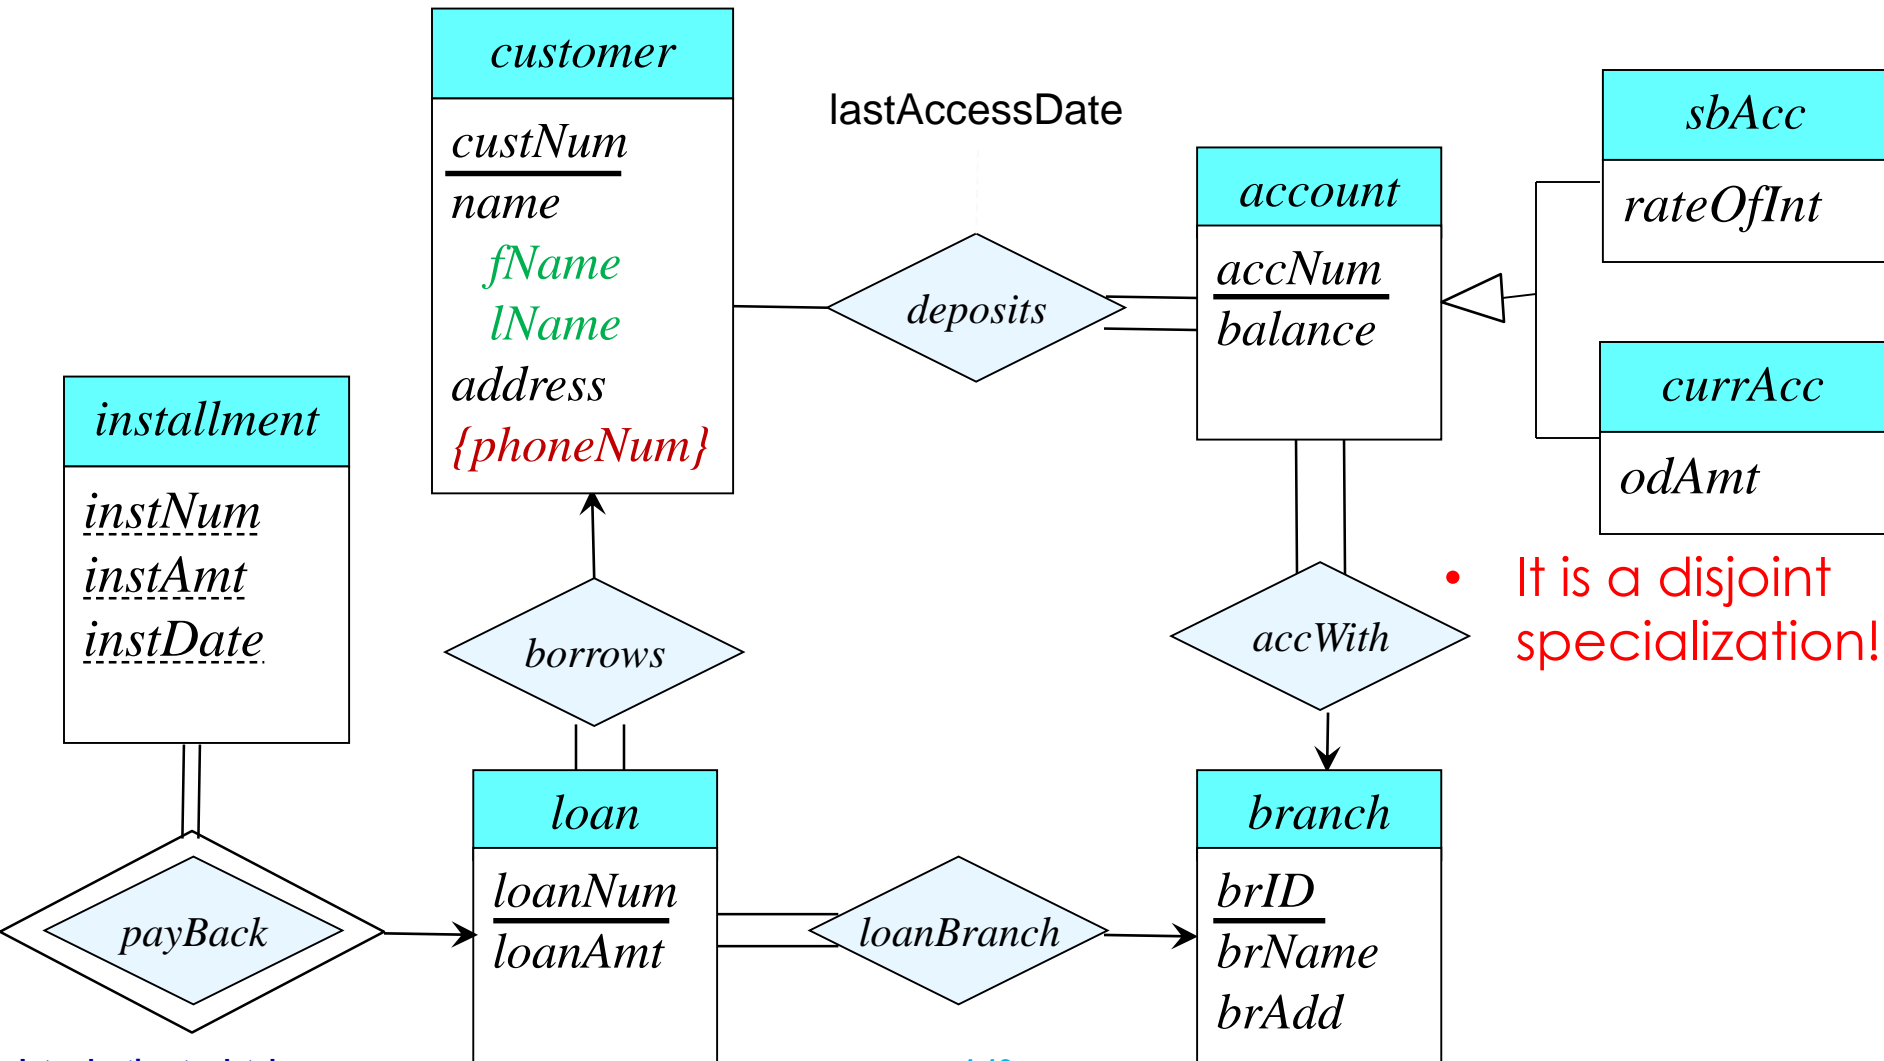 customer
custNum
name
fName
lName
address
{phoneNum}
lastAccessDate
deposits
account
accNum
balance
sbAcc
rateOfInt
currAcc
odAmt
• It is a disjoint
specialization!
installment
instNum
instAmt
instDate
borrows
accWith
payBack
loan
loanNum
loanAmt
loanBranch
branch
brID
brName
brAdd